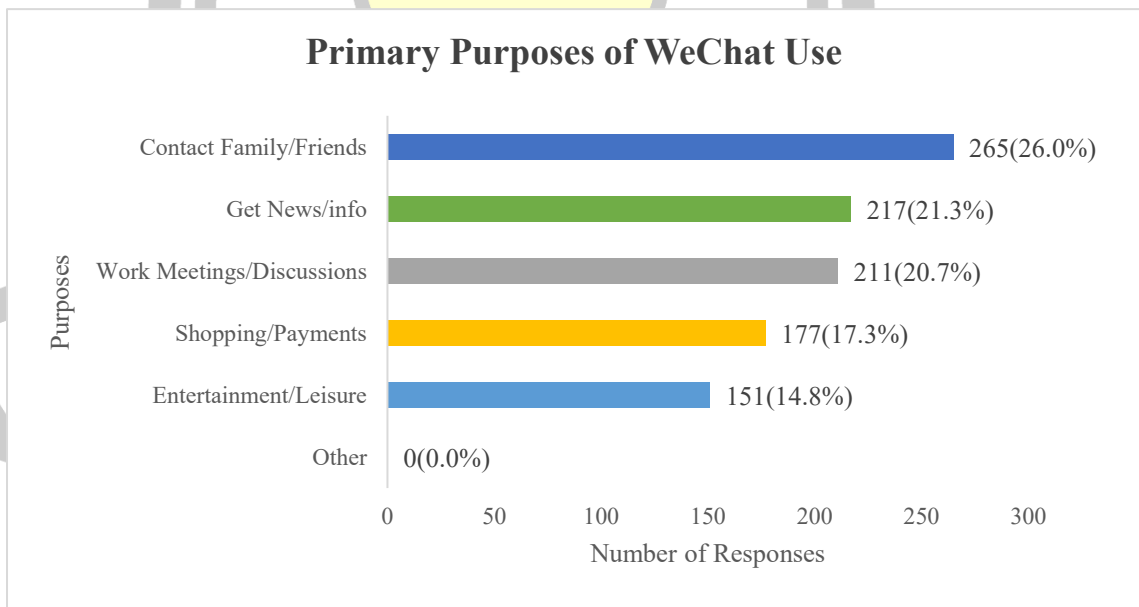 Primary Purposes of WeChat Use
Purposes
Contact Family/Friends 265(26.0%)
Get News/info 217(21.3%)
Work Meetings/Discussions 211(20.7%)
Shopping/Payments 177(17.3%)
Entertainment/Leisure 151(14.8%)
Other 0(0.0%)
0 50 100 150 200 250 300
Number of Responses